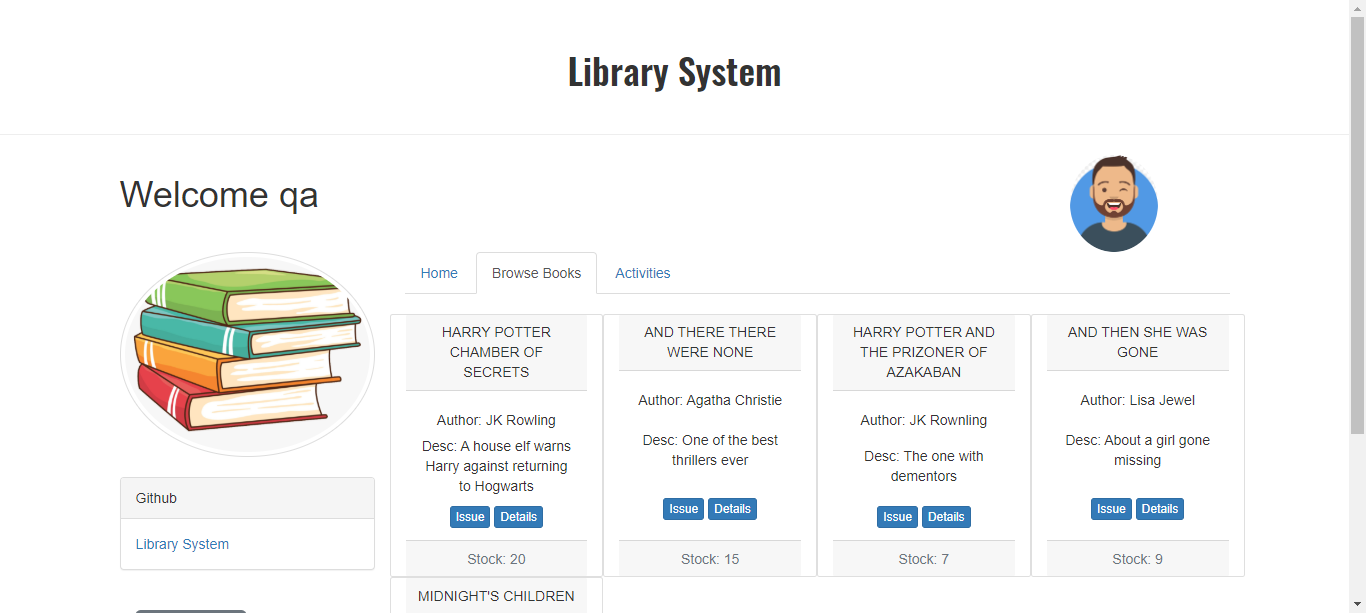 Library System
Welcome qa
Home
Browse Books
Activities
HARRY POTTER
CHAMBER OF
SECRETS
Author: JK Rowling
Desc: A house elf warns
Harry against returning
to Hogwarts
Issue
Details
Stock: 20
AND THERE THERE
WERE NONE
Author: Agatha Christie
Desc: One of the best
thrillers ever
Issue
Details
Stock: 15
HARRY POTTER AND
THE PRIZONER OF
AZAKABAN
Author: JK Rownling
Desc: The one with
dementors
Issue
Details
Stock: 7
AND THEN SHE WAS
GONE
Author: Lisa Jewel
Desc: About a girl gone
missing
Issue
Details
Stock: 9
MIDNIGHT'S CHILDREN
Github
Library System